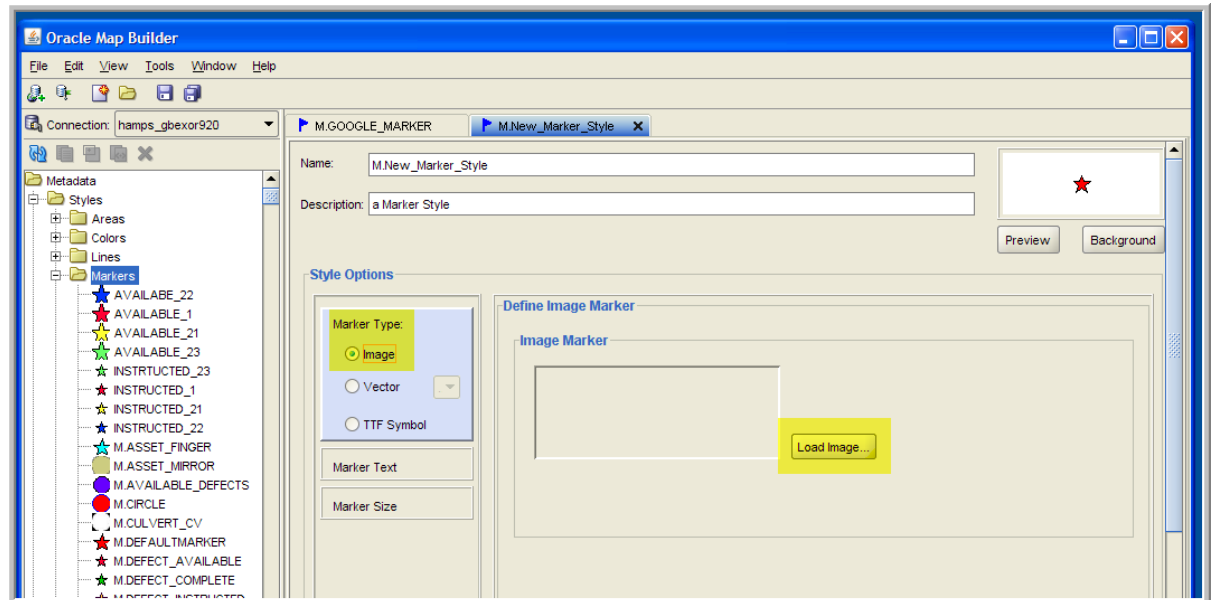 Oracle Map Builder
File Edit View Tools Window Help
Connection: hamps_gbexor920
M.GOOGLE_MARKER
M.New_Marker_Style
Metadata
Styles
Areas
Colors
Lines
Markers
AVAILABE_22
AVAILABLE_1
AVAILABLE_21
AVAILABLE_23
INSTRTUCTED_23
INSTRUCTED_1
INSTRUCTED_21
INSTRUCTED_22
M.ASSET_FINGER
M.ASSET_MIRROR
M.AVAILABLE_DEFECTS
M.CIRCLE
M.CULVERT_CV
M.DEFAULTMARKER
M.DEFECT_AVAILABLE
M.DEFECT_COMPLETE
M.DEFECT_INSTRUCTED
Name: M.New_Marker_Style
Description: a Marker Style
Preview Background
Style Options
Marker Type:
Image
Vector
TTF Symbol
Marker Text
Marker Size
Define Image Marker
Image Marker
Load Image...